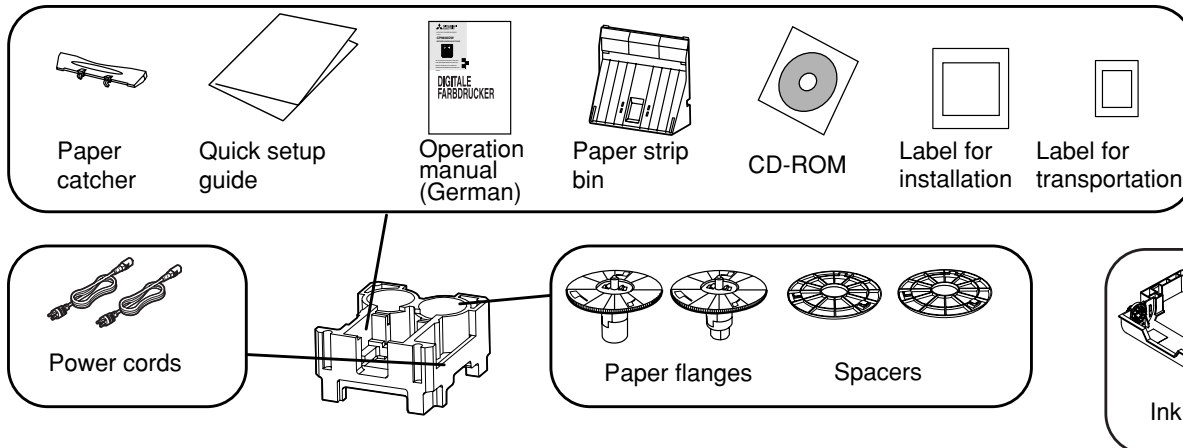 DIGITALE
FARBDRUCKER
Paper
catcher
Quick setup
guide
Operation
manual
(German)
Paper strip
bin
CD-ROM
Label for
installation
Label for
transportation
Power cords
Paper flanges
Spacers
Ink